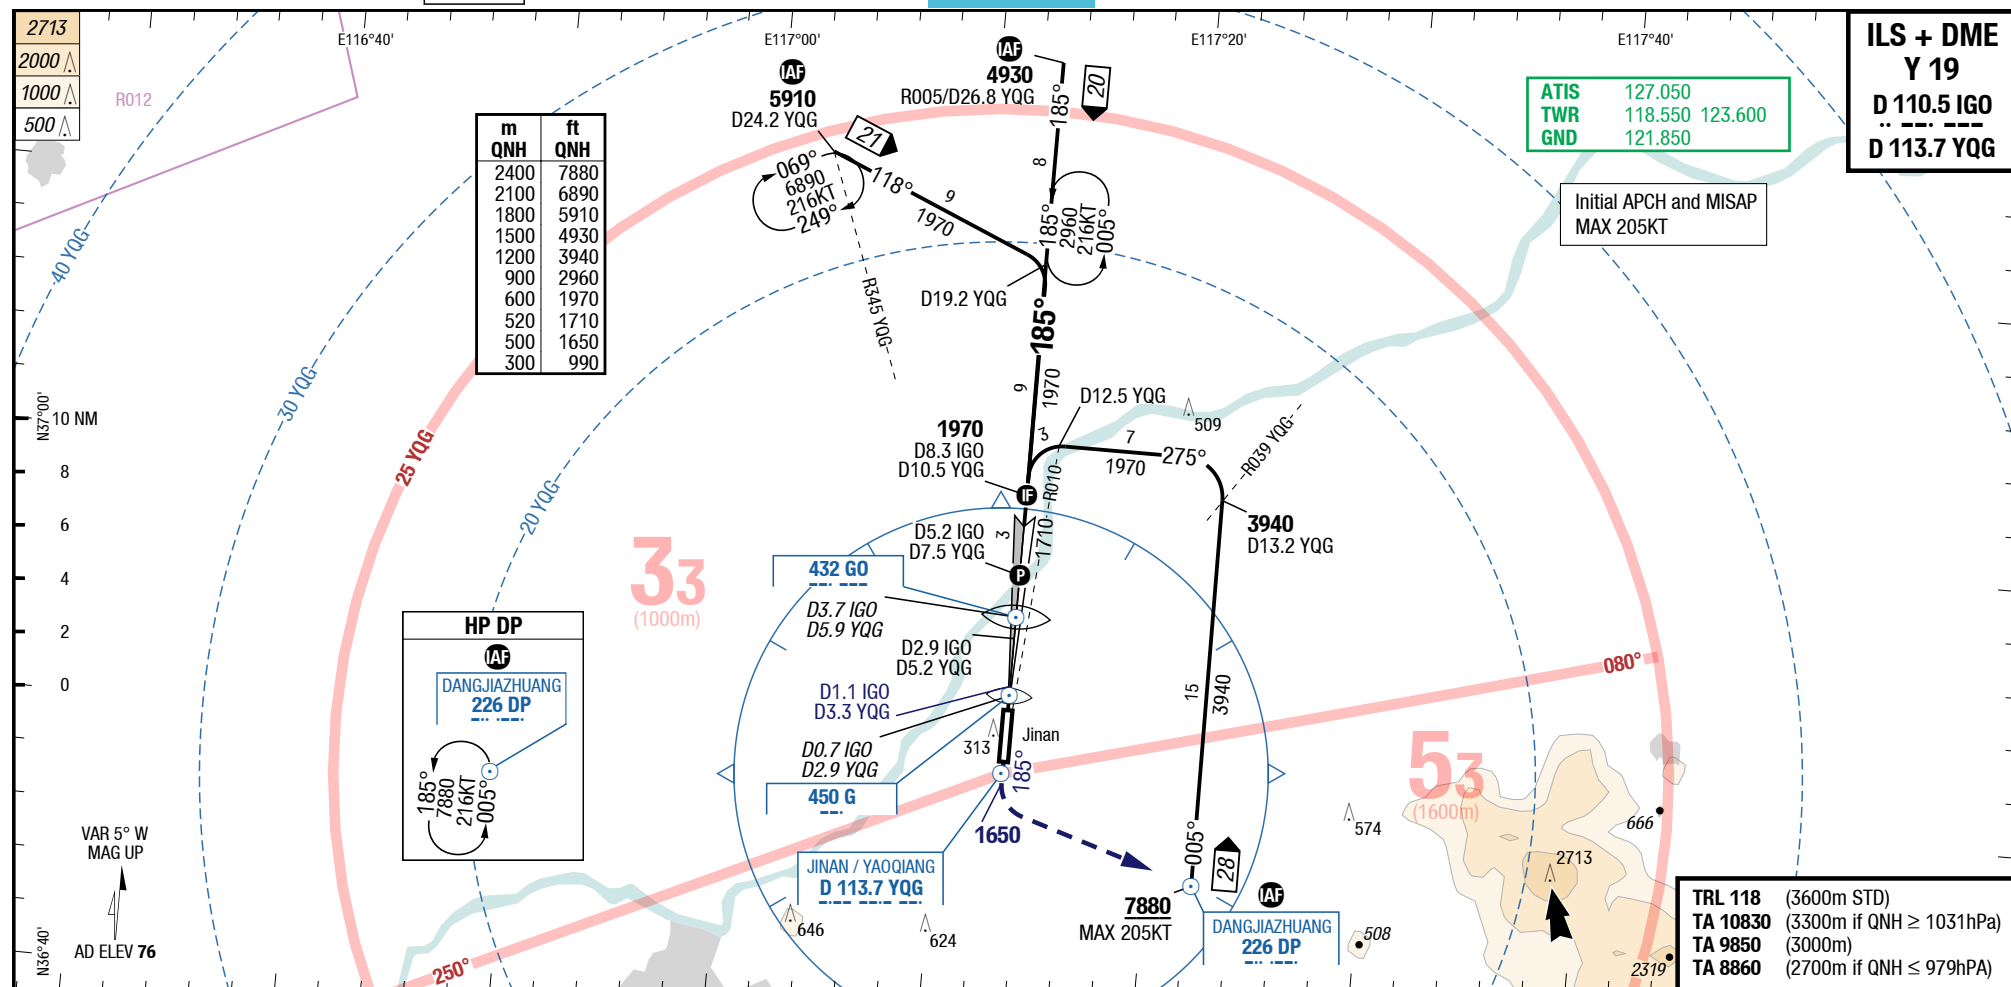 2713
2000
1000
500
R012
E116°40'
E117°00'
E117°20'
E117°40'
ILS + DME
Y 19
D 110.5 IGO
D 113.7 YQG
ATIS 127.050
TWR 118.550 123.600
GND 121.850
Initial APCH and MISAP
MAX 205KT
m ft
QNH QNH
2400 7880
2100 6890
1800 5910
1500 4930
1200 3940
900 2960
600 1970
520 1710
500 1650
300 990
IAF
5910
D24.2 YQG
21
IAF
4930
R005/D26.8 YQG
20
185°
8
069°
6890
216KT
249°
118°
9
1970
185°
2960
216KT
005°
R345 YQG
D19.2 YQG
185°
9
1970
40 YQG
30 YQG
25 YQG
20 YQG
N37°00'
10 NM
8
6
4
2
0
1970
D8.3 IGO
D10.5 YQG
IF
3
D12.5 YQG
7
1970
275°
509
R039 YQG
R010
1710
3940
D13.2 YQG
D5.2 IGO
D7.5 YQG
3
P
432 GO
D3.7 IGO
D5.9 YQG
D2.9 IGO
D5.2 YQG
D1.1 IGO
D3.3 YQG
D0.7 IGO
D2.9 YQG
450 G
313
Jinan
185°
1650
33
(1000m)
53
(1600m)
080°
250°
15
3940
005°
28
IAF
7880
MAX 205KT
DANGJIAZHUANG
226 DP
JINAN / YAOQIANG
D 113.7 YQG
HP DP
IAF
DANGJIAZHUANG
226 DP
185°
7880
216KT
005°
VAR 5° W
MAG UP
AD ELEV 76
N36°40'
646
624
574
508
666
2713
2319
TRL 118 (3600m STD)
TA 10830 (3300m if QNH ≥ 1031hPa)
TA 9850 (3000m)
TA 8860 (2700m if QNH ≤ 979hPA)